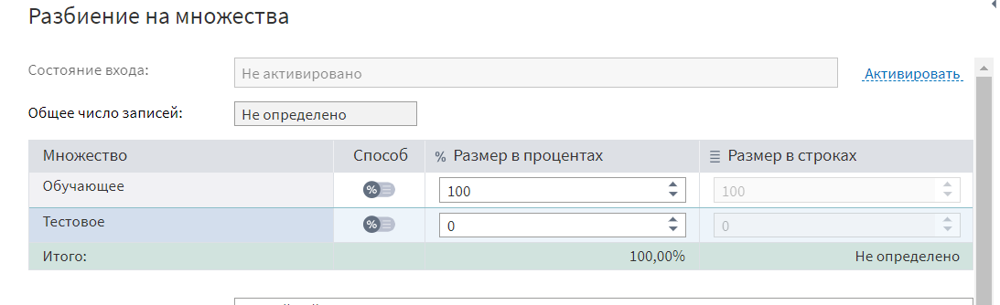 Разбиение на множества
Состояние входа: Не активировано Активировать
Общее число записей: Не определено
Множество Способ % Размер в процентах Размер в строках
Обучающее % 100 100
Тестовое % 0 0
Итого: 100,00% Не определено